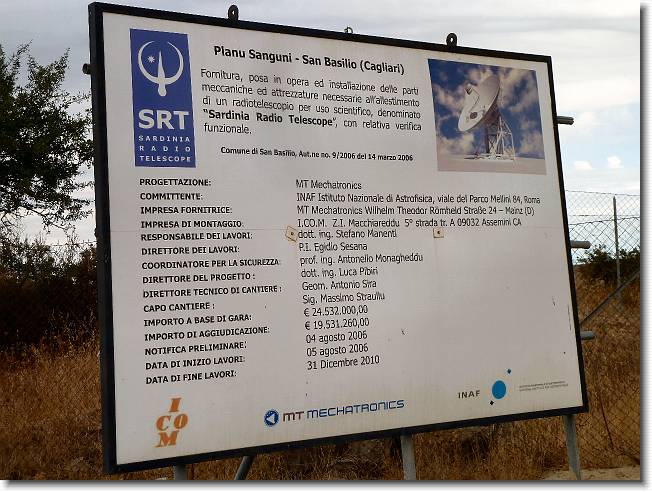 Planu Sanguni - San Basilio (Cagliari)
Fornitura, posa in opera ed installazione delle parti
meccaniche ed attrezzature necessarie all'allestimento
di un radiotelescopio per uso scientifico, denominato
"Sardinia Radio Telescope", con relativa verifica
funzionale.
Comune di San Basilio, Aut.ne no. 9/2006 del 14 marzo 2006
SRT
SARDINIA
RADIO
TELESCOPE
PROGETTAZIONE: MT Mechatronics
COMMITTENTE: INAF Istituto Nazionale di Astrofisica, viale del Parco Mellini 84, Roma
IMPRESA FORNITRICE: MT Mechatronics Wilhelm Theodor Römheld Straße 24 – Mainz (D)
IMPRESA DI MONTAGGIO: I.CO.M. Z.I. Macchiareddu 5° strada tr. A 09032 Assemini CA
RESPONSABILE DEI LAVORI: dott. ing. Stefano Manenti
DIRETTORE DEI LAVORI: P.I. Egidio Sesana
COORDINATORE PER LA SICUREZZA: prof. ing. Antonello Monagheddu
DIRETTORE DEL PROGETTO : dott. ing. Luca Pibiri
DIRETTORE TECNICO DI CANTIERE : Geom. Antonio Sira
CAPO CANTIERE : Sig. Massimo Straullu
IMPORTO A BASE DI GARA: € 24.532.000,00
IMPORTO DI AGGIUDICAZIONE: € 19.531.260,00
NOTIFICA PRELIMINARE: 04 agosto 2006
DATA DI INIZIO LAVORI: 05 agosto 2006
DATA DI FINE LAVORI: 31 Dicembre 2010
ICOM
MT MECHATRONICS
INAF